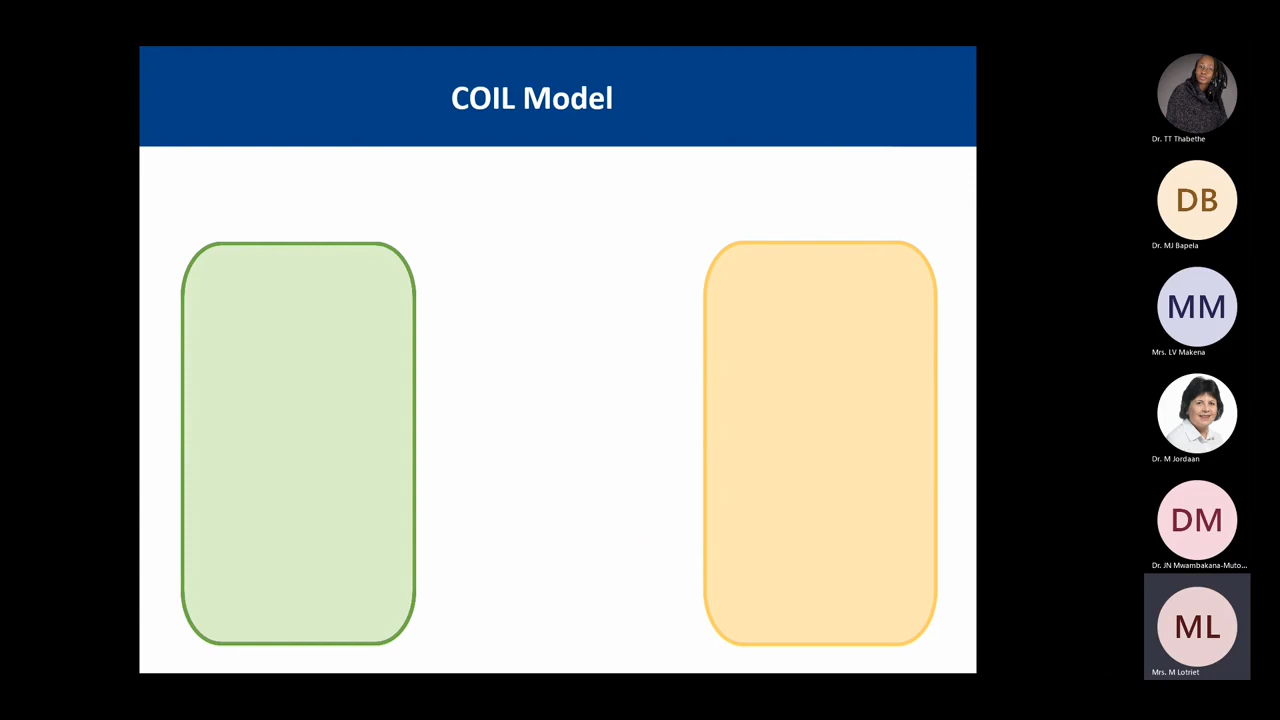 COIL Model
Dr. TT Thabethe
DB
Dr. MJ Bapela
MM
Mrs. LV Makena
Dr. M Jordaan
DM
Dr. JN Mwambakana-Muto...
ML
Mrs. M Lotriet